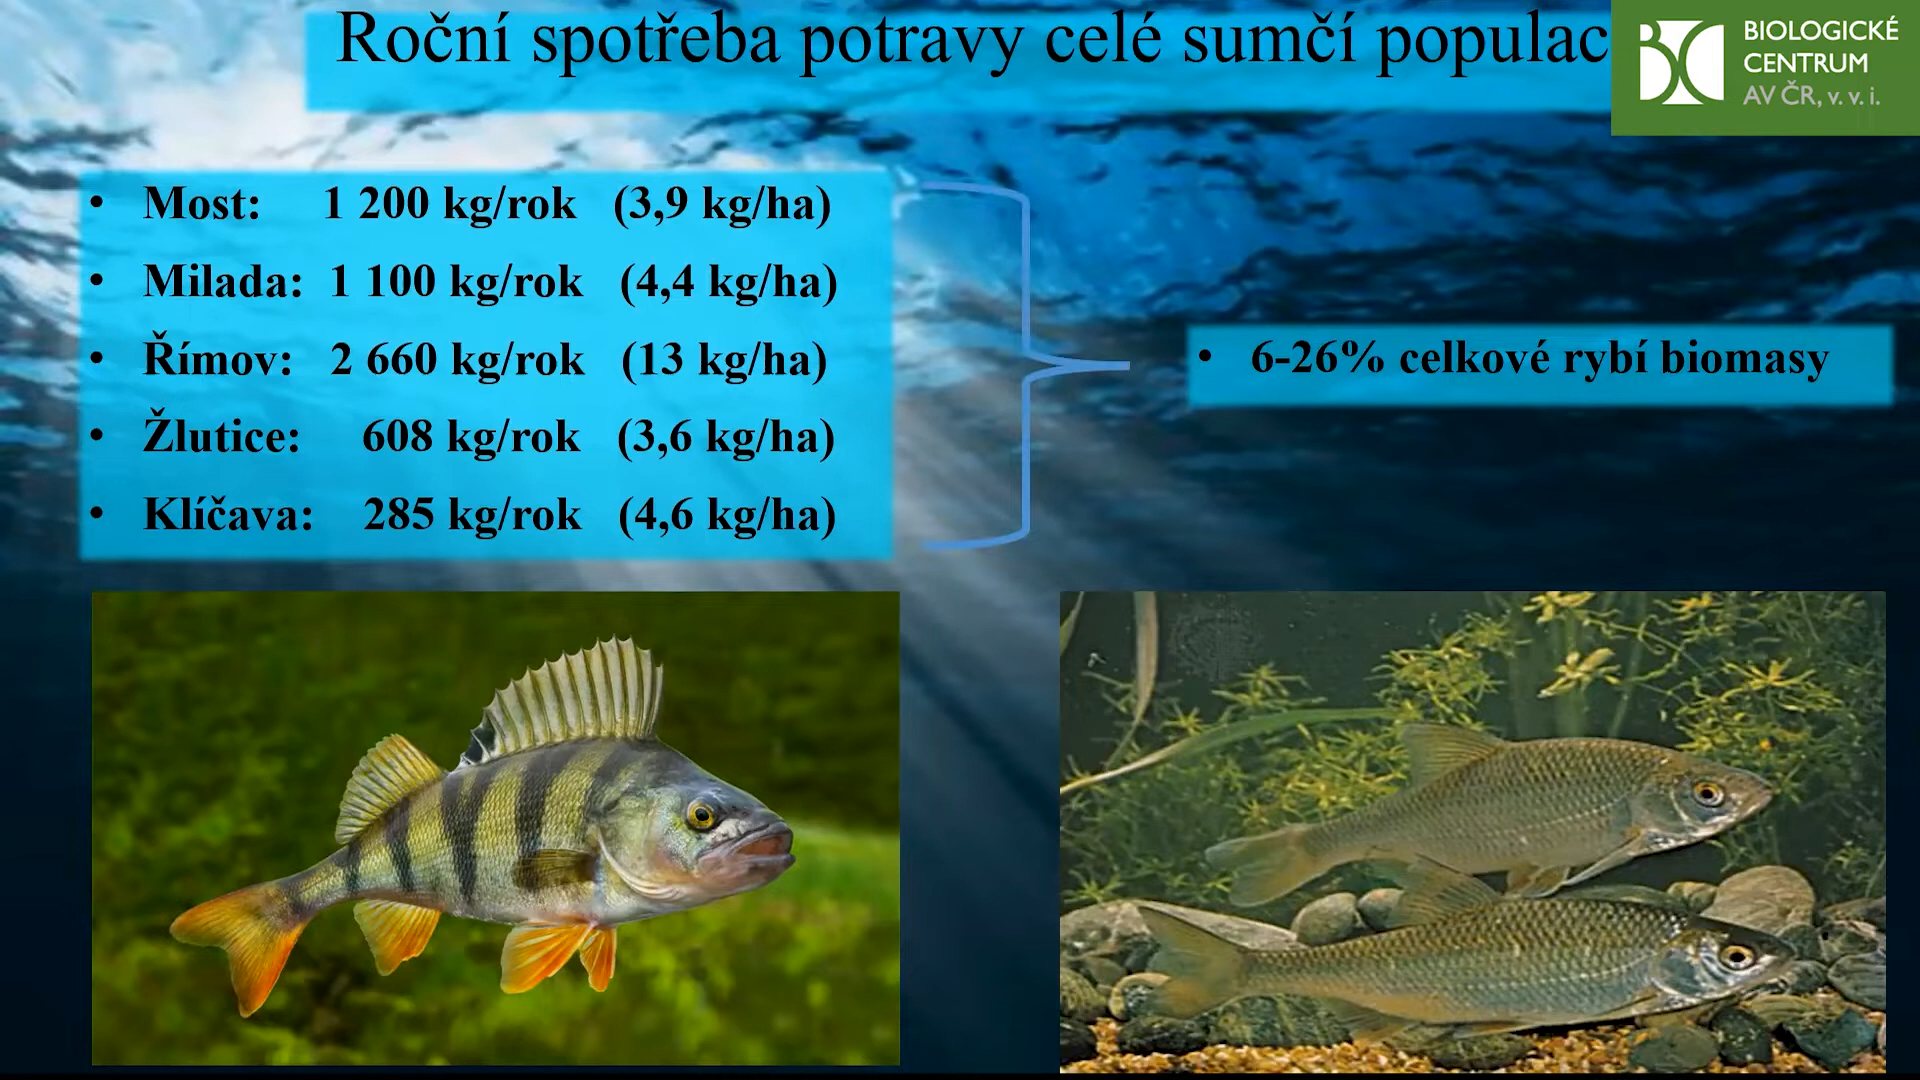 Roční spotřeba potravy celé sumčí populac
BIOLOGICKÉ
CENTRUM
AV ČR, v. v. i.
• Most: 1 200 kg/rok (3,9 kg/ha)
• Milada: 1 100 kg/rok (4,4 kg/ha)
• Římov: 2 660 kg/rok (13 kg/ha)
• Žlutice: 608 kg/rok (3,6 kg/ha)
• Klíčava: 285 kg/rok (4,6 kg/ha)
• 6-26% celkové rybí biomasy